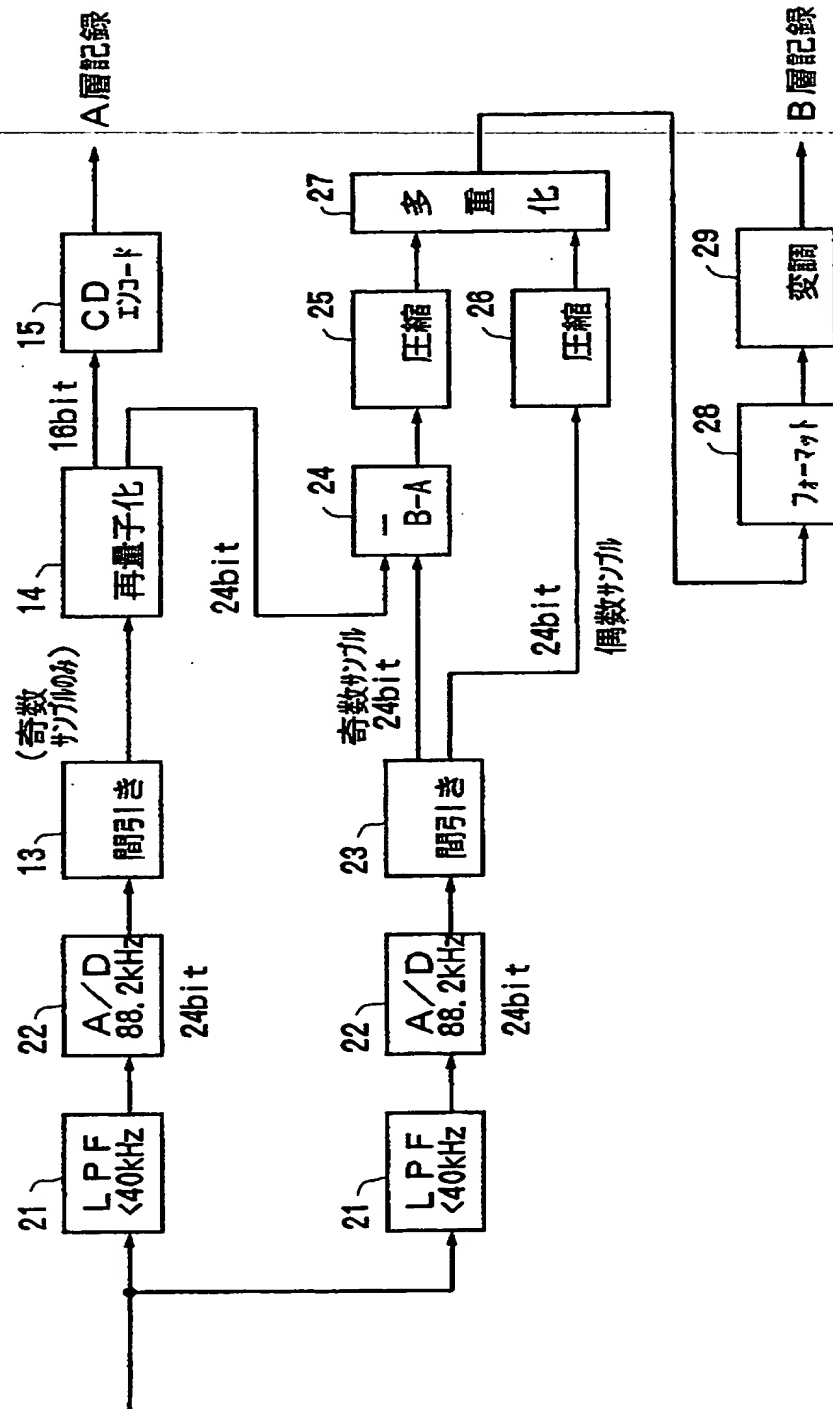 21
LPF
<40kHz
22
A/D
88.2kHz
24bit
13
間引き
(奇数
サンプルのみ)
14
再量子化
16bit
15
CD
エンコード
A層記録
21
LPF
<40kHz
22
A/D
88.2kHz
24bit
23
間引き
奇数サンプル
24bit
24bit
偶数サンプル
24bit
24
−
B-A
25
圧縮
26
圧縮
27
多重化
28
フォーマット
29
変調
B層記録